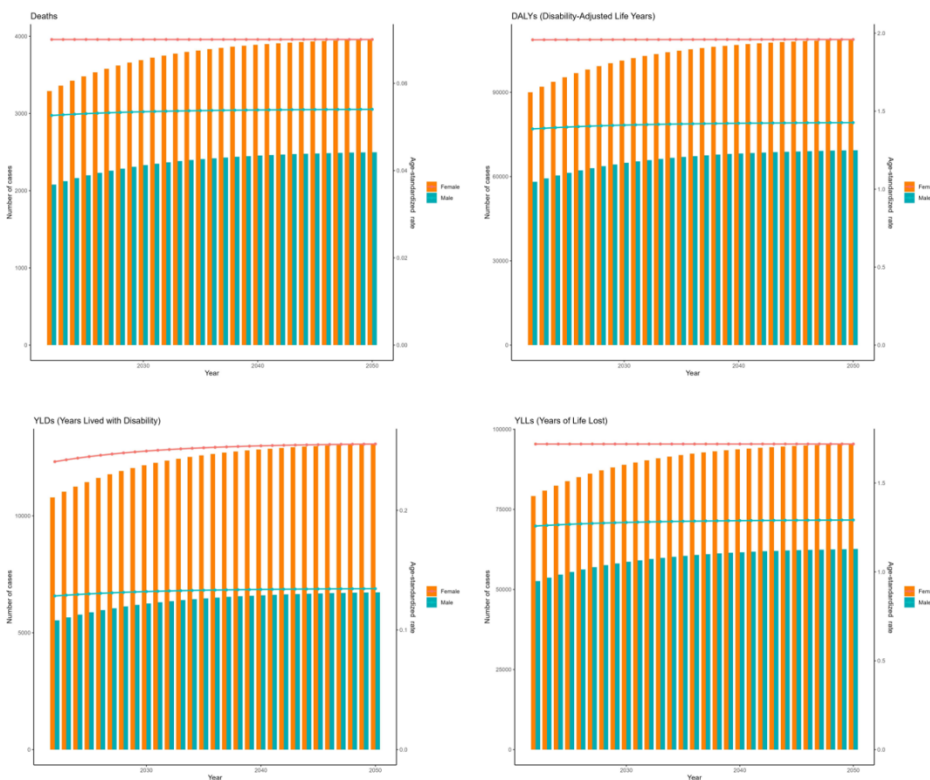 Deaths
4000
3000
2000
1000
0
Number of cases
0.06
0.04
0.02
0.00
Age-standardized rate
Female
Male
2030
2040
2050
Year
DALYs (Disability-Adjusted Life Years)
90000
60000
30000
0
Number of cases
2.0
1.5
1.0
0.5
0.0
Age-standardized rate
Female
Male
2030
2040
2050
Year
YLDs (Years Lived with Disability)
10000
5000
0
Number of cases
0.2
0.1
0.0
Age-standardized rate
Female
Male
2030
2040
2050
Year
YLLs (Years of Life Lost)
100000
75000
50000
25000
0
Number of cases
1.5
1.0
0.5
0.0
Age-standardized rate
Fem
Male
2030
2040
2050
Year